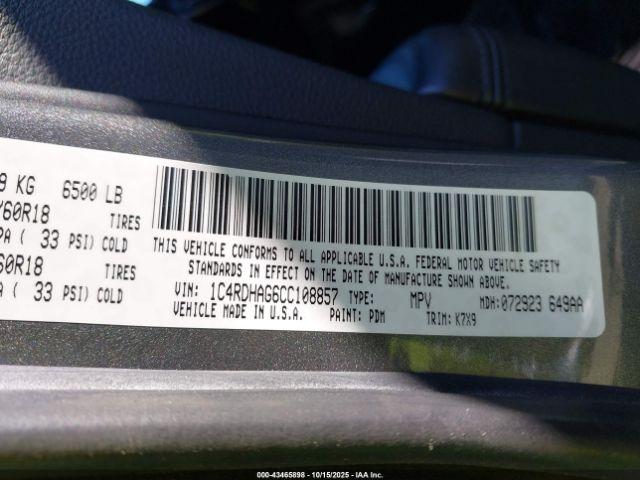 9 KG 6500 LB
/60R18 TIRES
PA ( 33 PSI) COLD
60R18 TIRES
PA ( 33 PSI) COLD
THIS VEHICLE CONFORMS TO ALL APPLICABLE U.S.A. FEDERAL MOTOR VEHICLE SAFETY
STANDARDS IN EFFECT ON THE DATE OF MANUFACTURE SHOWN ABOVE.
VIN: 1C4RDHAG6CC108857 TYPE: MPV MDH: 072923 649AA
VEHICLE MADE IN U.S.A. PAINT: PDM TRIM: K7X9
000-43465898 - 10/15/2025 - IAA Inc.